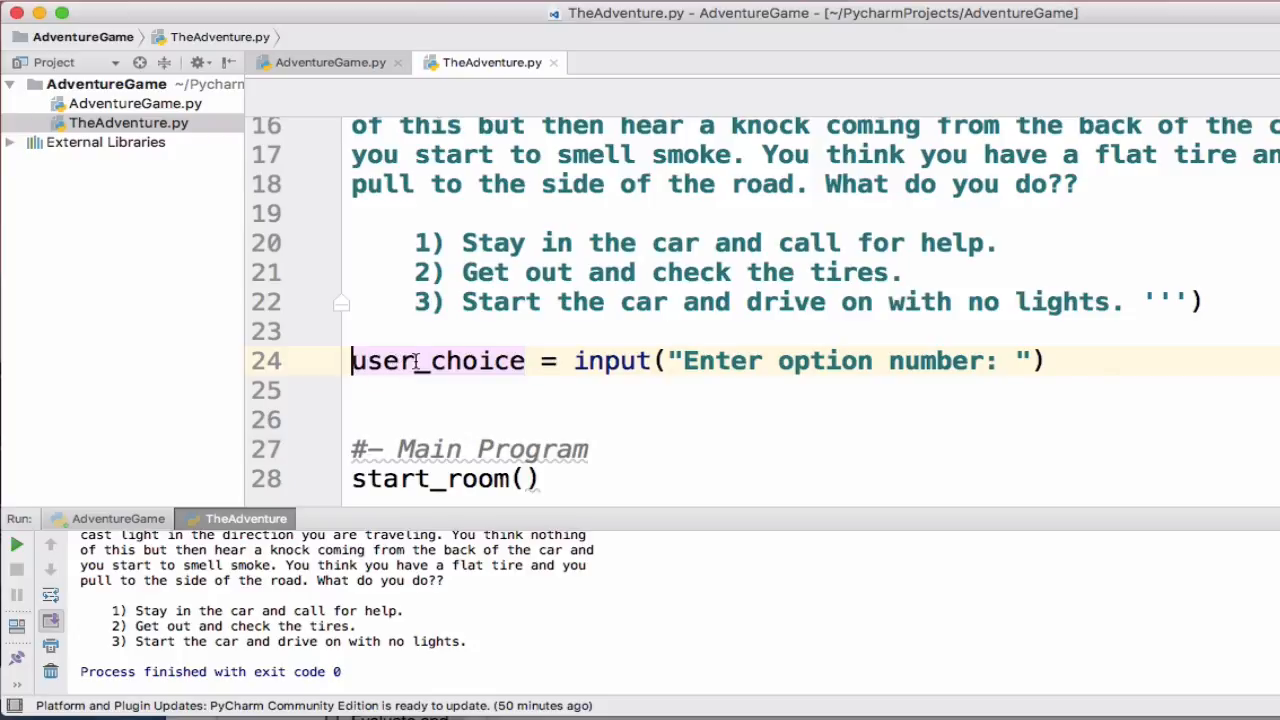 TheAdventure.py - AdventureGame - [~/PycharmProjects/AdventureGame]
AdventureGame TheAdventure.py
Project AdventureGame.py TheAdventure.py
AdventureGame ~/Pycharm
AdventureGame.py
TheAdventure.py
External Libraries
16 of this but then hear a knock coming from the back of the c
17 you start to smell smoke. You think you have a flat tire an
18 pull to the side of the road. What do you do??
19
20 1) Stay in the car and call for help.
21 2) Get out and check the tires.
22 3) Start the car and drive on with no lights. ''')
23
24 user_choice = input("Enter option number: ")
25
26
27 #- Main Program
28 start_room()
Run: AdventureGame TheAdventure
cast light in the direction you are traveling. You think nothing
of this but then hear a knock coming from the back of the car and
you start to smell smoke. You think you have a flat tire and you
pull to the side of the road. What do you do??
1) Stay in the car and call for help.
2) Get out and check the tires.
3) Start the car and drive on with no lights.
Process finished with exit code 0
Platform and Plugin Updates: PyCharm Community Edition is ready to update. (50 minutes ago)